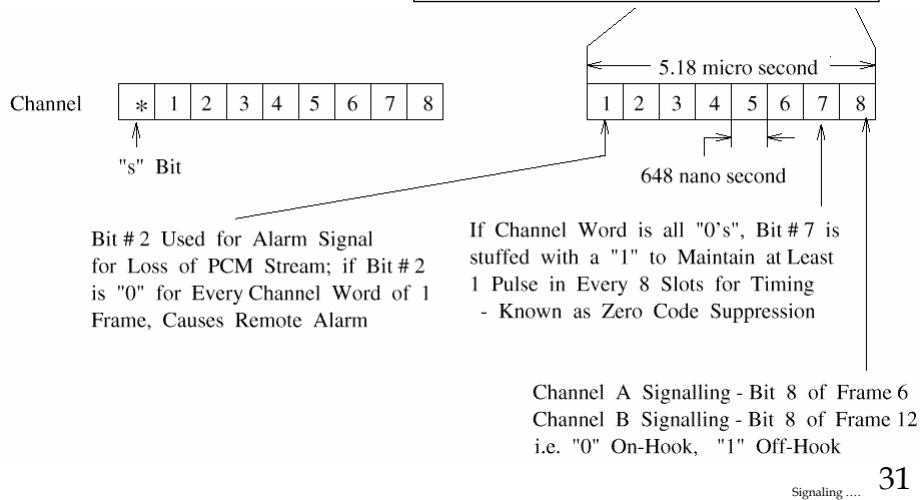 5.18 micro second
Channel * 1 2 3 4 5 6 7 8
1 2 3 4 5 6 7 8
"s" Bit
648 nano second
Bit # 2 Used for Alarm Signal
for Loss of PCM Stream; if Bit # 2
is "0" for Every Channel Word of 1
Frame, Causes Remote Alarm
If Channel Word is all "0's", Bit # 7 is
stuffed with a "1" to Maintain at Least
1 Pulse in Every 8 Slots for Timing
- Known as Zero Code Suppression
Channel A Signalling - Bit 8 of Frame 6
Channel B Signalling - Bit 8 of Frame 12
i.e. "0" On-Hook, "1" Off-Hook
Signaling .... 31